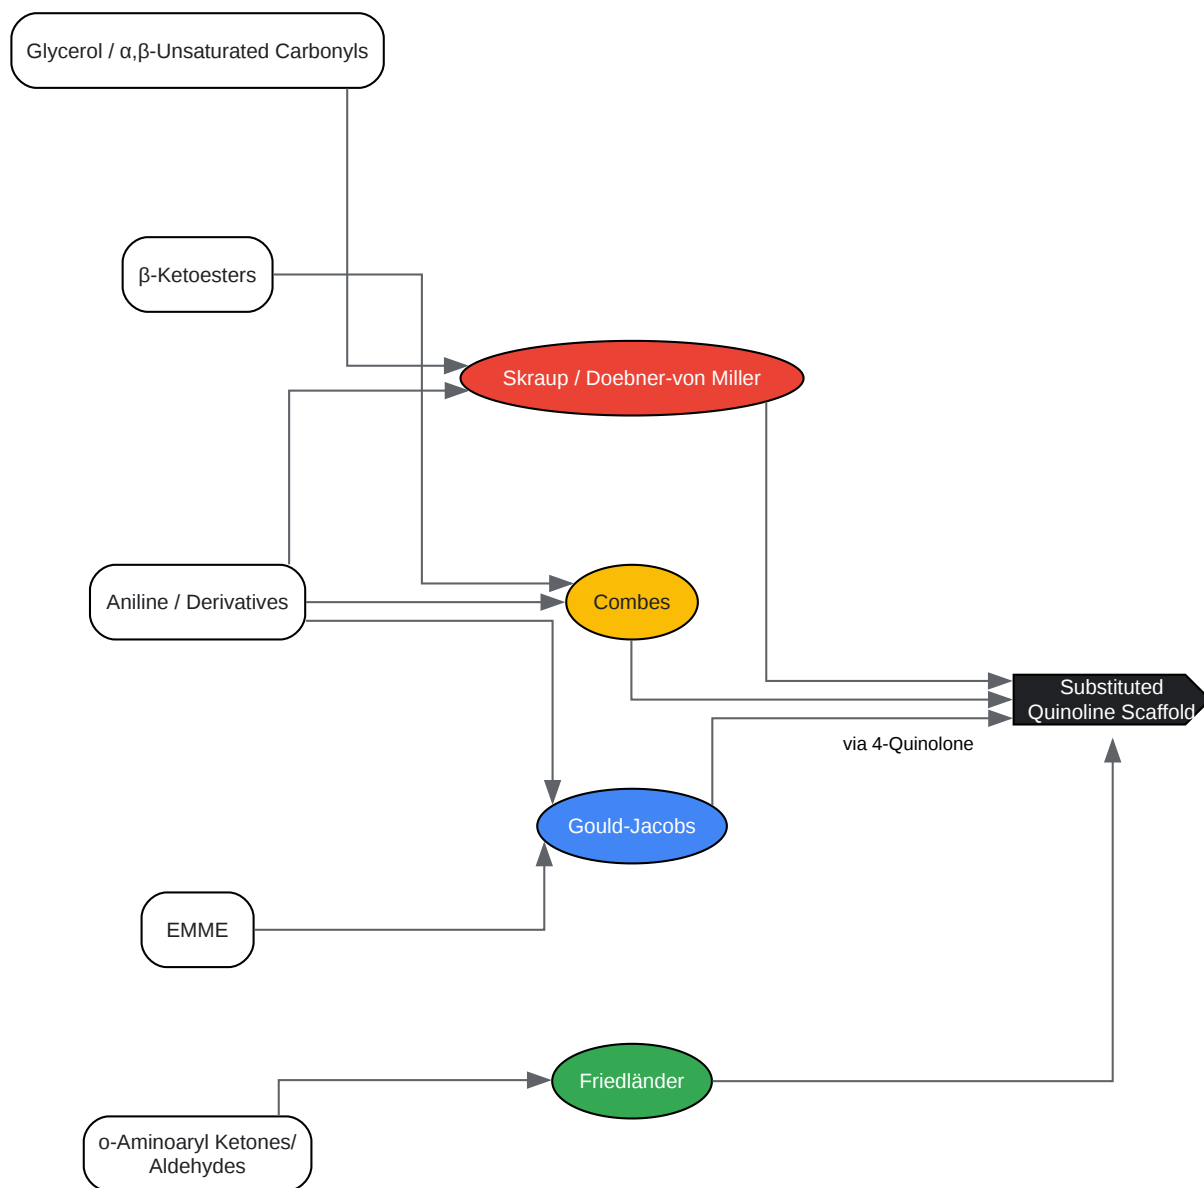 Glycerol / α,β-Unsaturated Carbonyls
β-Ketoesters
Skraup / Doebner-von Miller
Aniline / Derivatives
Combes
Substituted
Quinoline Scaffold
via 4-Quinolone
Gould-Jacobs
EMME
Friedländer
o-Aminoaryl Ketones/
Aldehydes